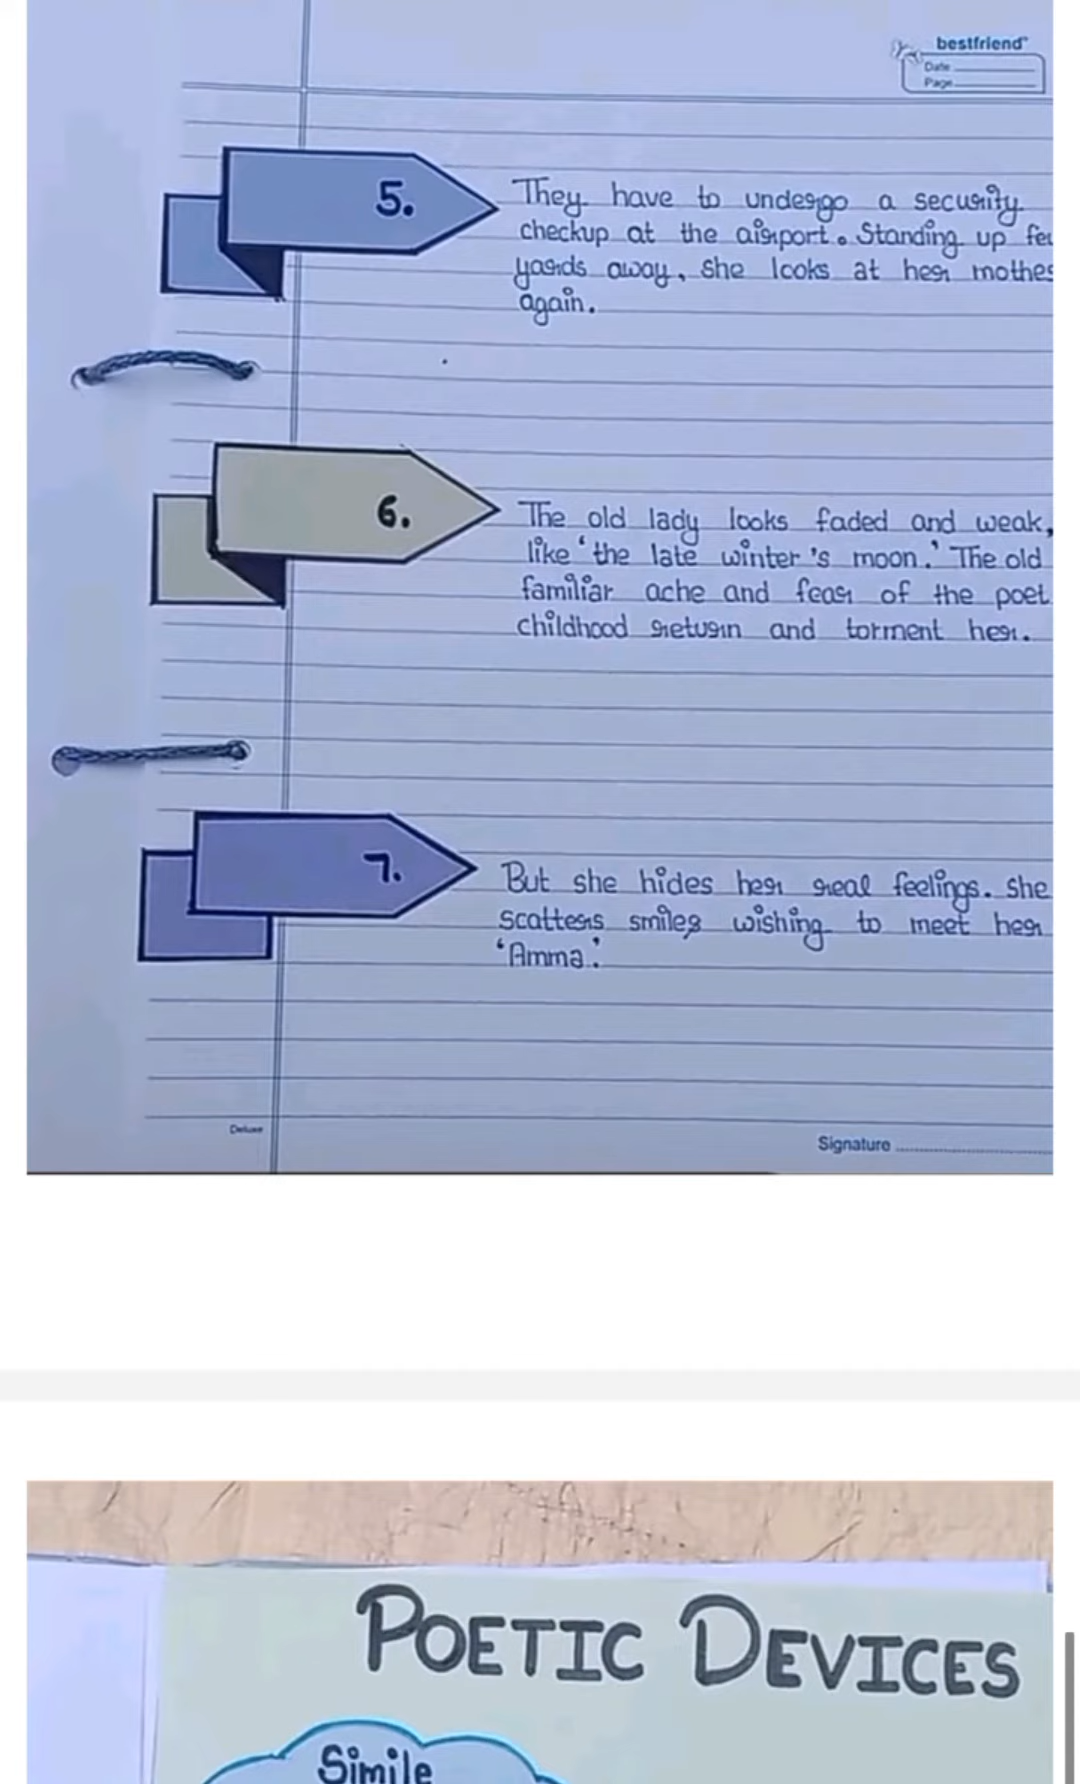 bestfriend
Date
Page
5.
They have to undergo a security
checkup at the airport. Standing up
yards away, she looks at her
again.
6.
The old lady looks faded and weak,
like 'the late winter's moon.' The old
familiar ache and fear of the poet
childhood return and torment her.
7.
But she hides her real feelings. She
scatters smiles wishing to meet her
'Amma.'
Deluxe
Signature
POETIC DEVICES
Simile